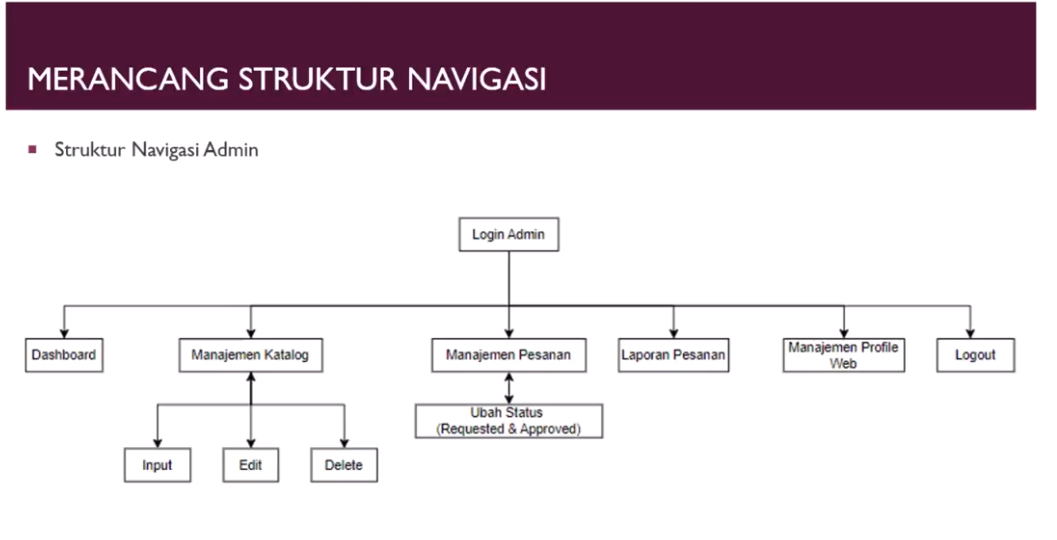 MERANCANG STRUKTUR NAVIGASI
Struktur Navigasi Admin
Login Admin
Dashboard
Manajemen Katalog
Manajemen Pesanan
Laporan Pesanan
Manajemen Profile
Web
Logout
Ubah Status
(Requested & Approved)
Input
Edit
Delete